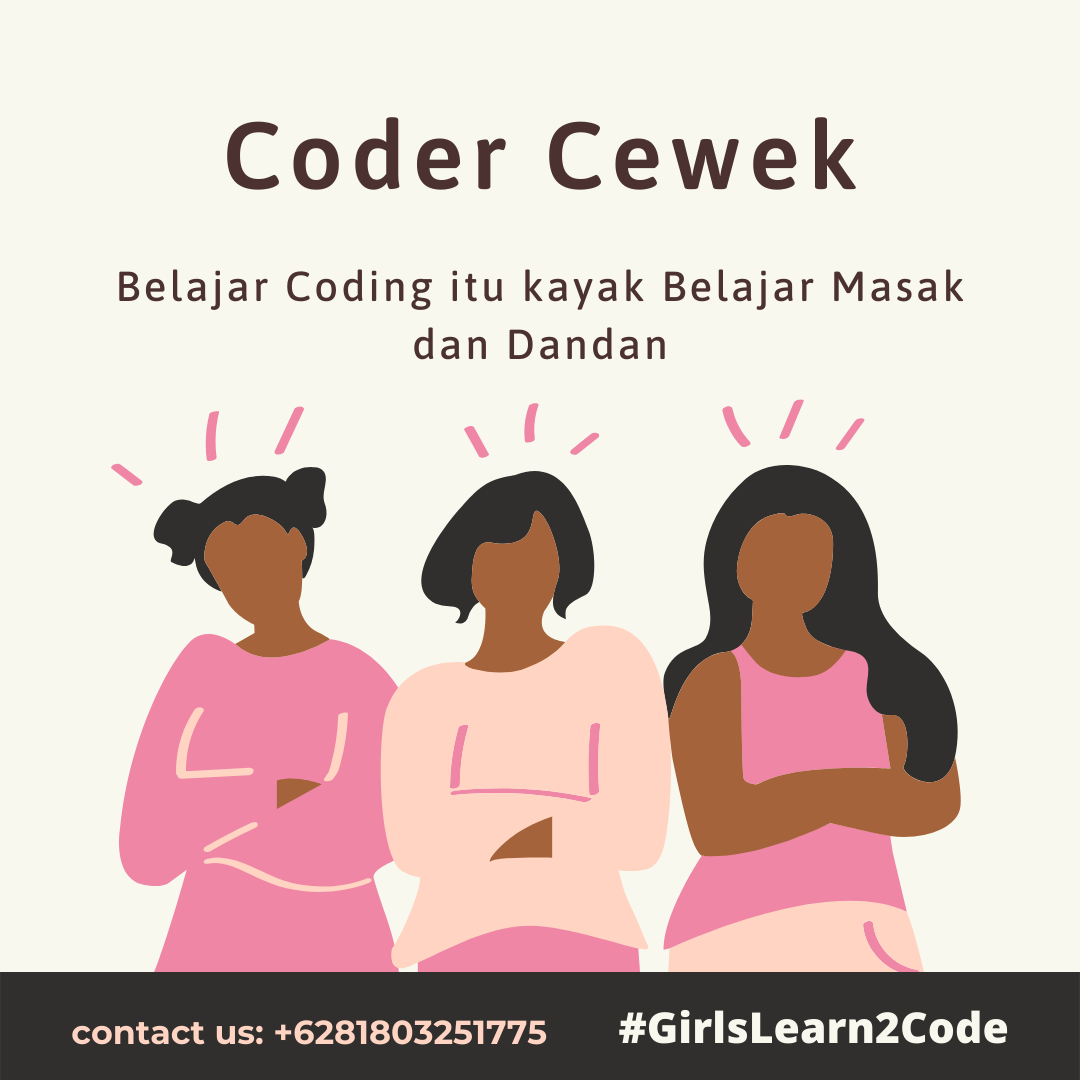 Coder Cewek
Belajar Coding itu kayak Belajar Masak
dan Dandan
contact us: +6281803251775
#GirlsLearn2Code